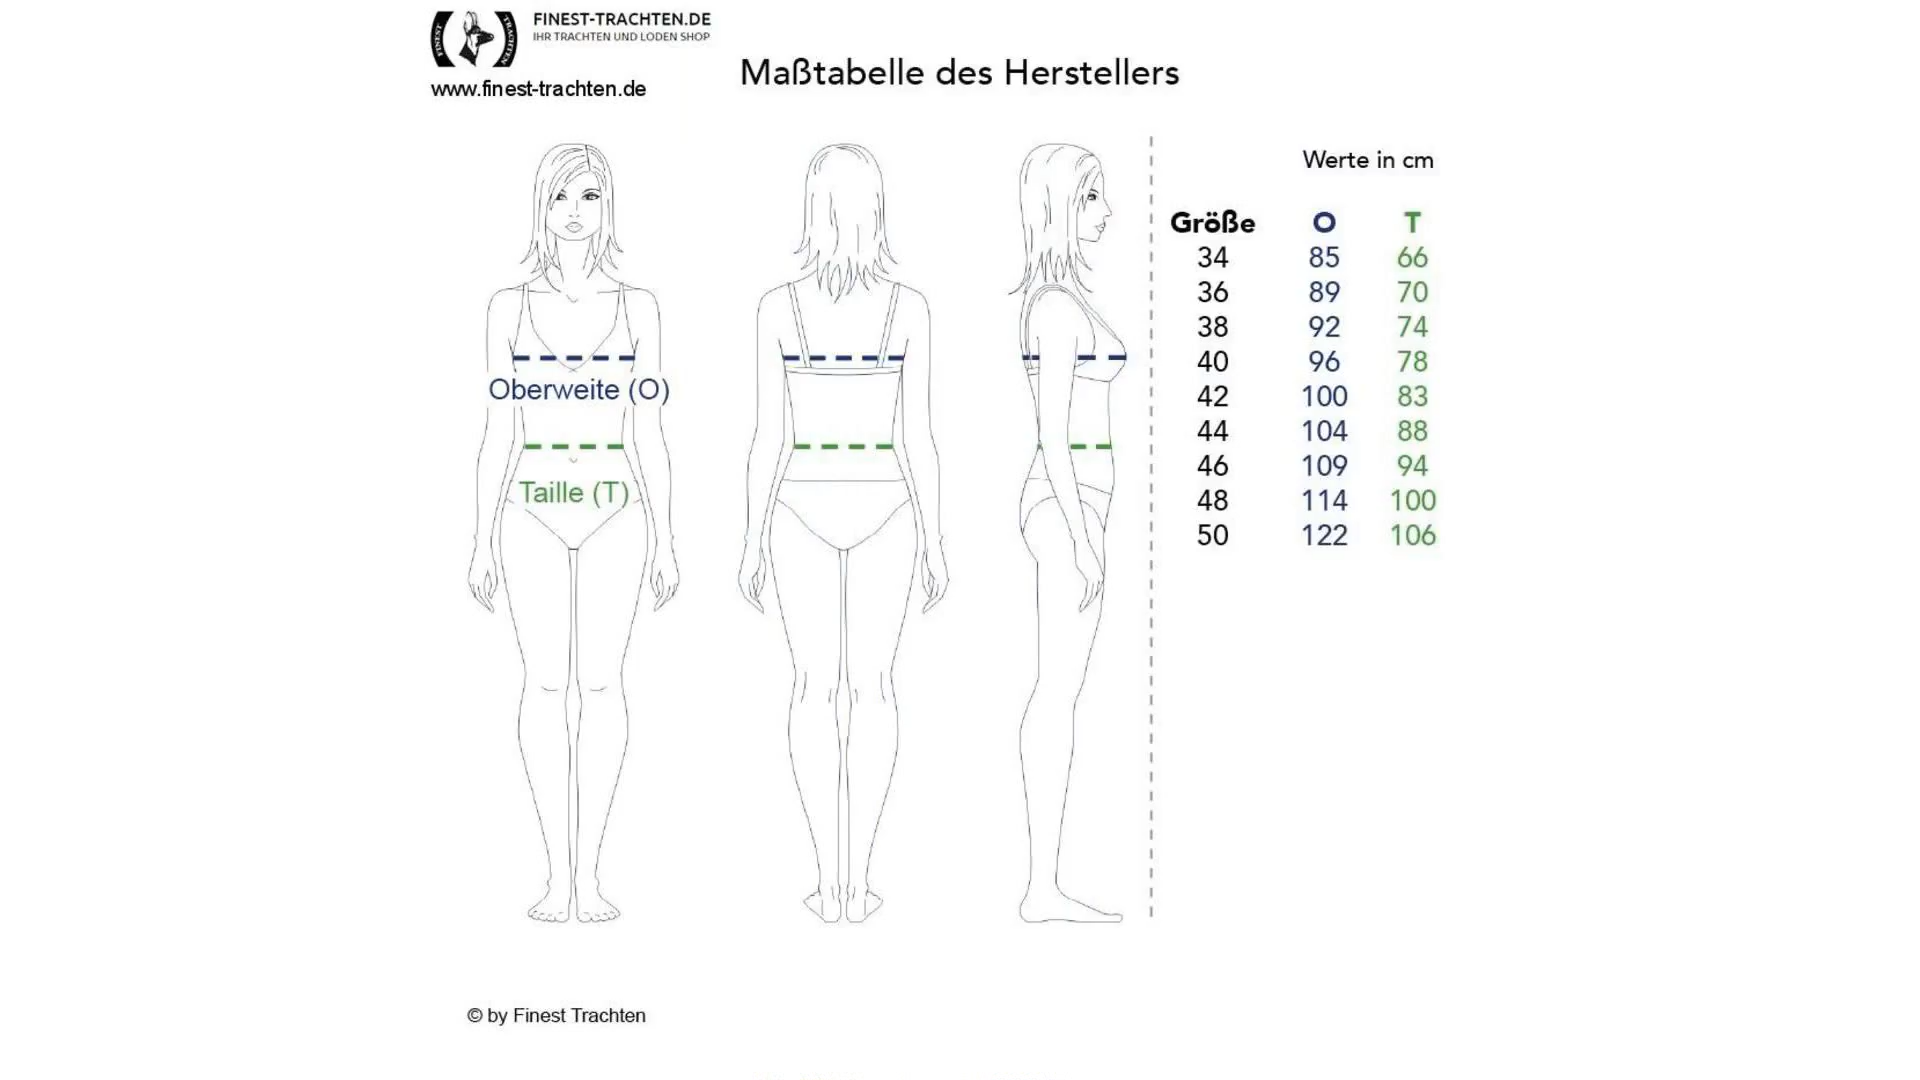 FINEST TRACHTEN
FINEST-TRACHTEN.DE
IHR TRACHTEN UND LODEN SHOP
www.finest-trachten.de
Maßtabelle des Herstellers
Oberweite (O)
Taille (T)
Werte in cm
Größe O T
34 85 66
36 89 70
38 92 74
40 96 78
42 100 83
44 104 88
46 109 94
48 114 100
50 122 106
© by Finest Trachten